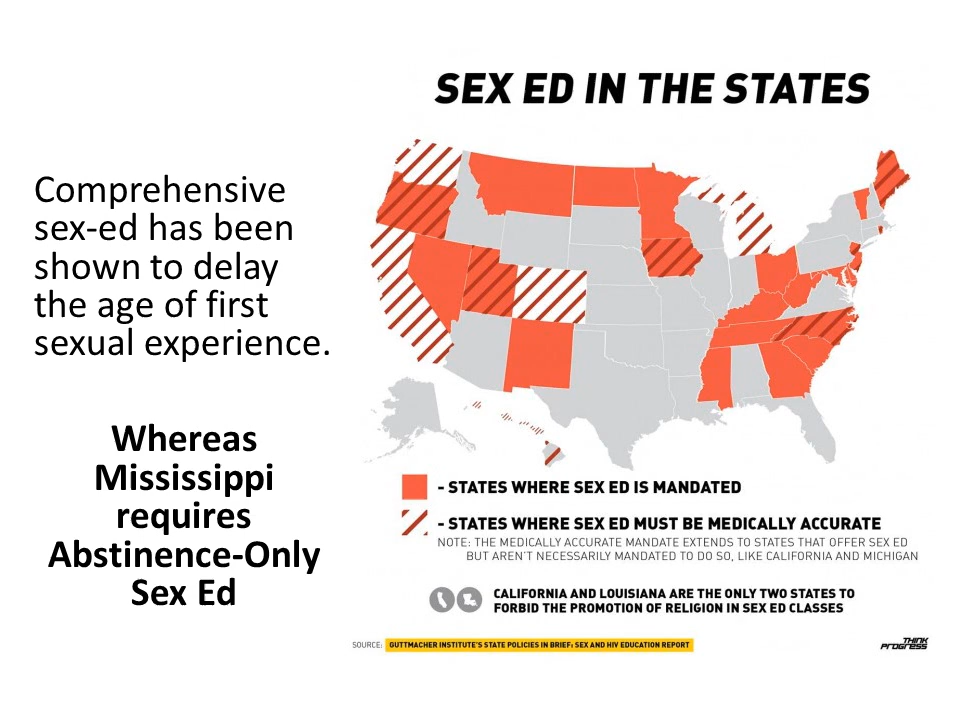 SEX ED IN THE STATES
Comprehensive
sex-ed has been
shown to delay
the age of first
sexual experience.
Whereas
Mississippi
requires
Abstinence-Only
Sex Ed
- STATES WHERE SEX ED IS MANDATED
- STATES WHERE SEX ED MUST BE MEDICALLY ACCURATE
NOTE: THE MEDICALLY ACCURATE MANDATE EXTENDS TO STATES THAT OFFER SEX ED
BUT AREN'T NECESSARILY MANDATED TO DO SO, LIKE CALIFORNIA AND MICHIGAN
CALIFORNIA AND LOUISIANA ARE THE ONLY TWO STATES TO
FORBID THE PROMOTION OF RELIGION IN SEX ED CLASSES
SOURCE: GUTTMACHER INSTITUTE'S STATE POLICIES IN BRIEF: SEX AND HIV EDUCATION REPORT
THINK
PROGRESS